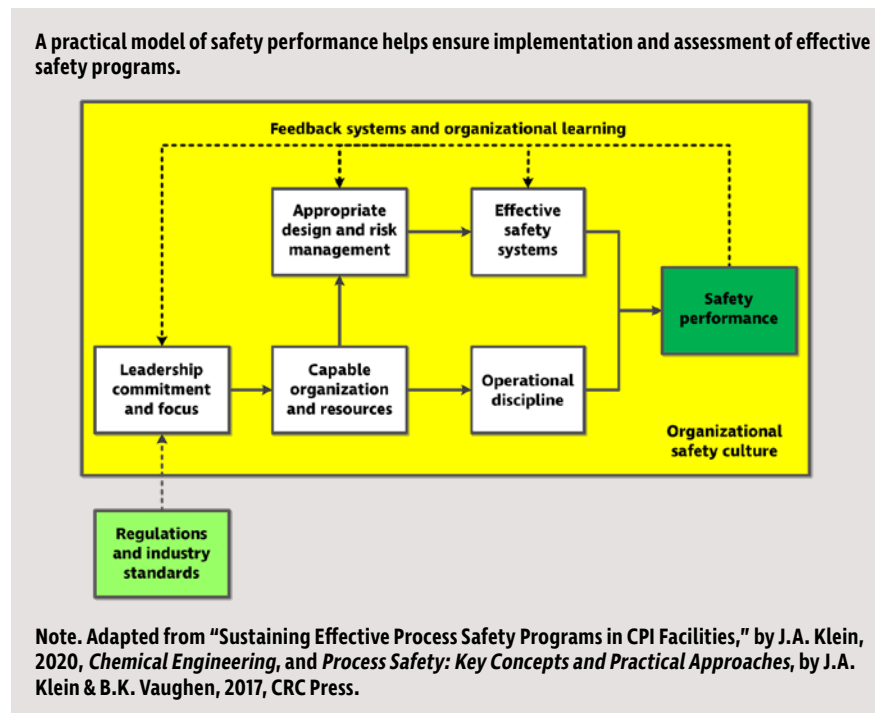 A practical model of safety performance helps ensure implementation and assessment of effective
safety programs.
Feedback systems and organizational learning
Appropriate
design and risk
management
Effective
safety
systems
Safety
performance
Leadership
commitment
and focus
Capable
organization
and resources
Operational
discipline
Organizational
safety culture
Regulations
and industry
standards
Note. Adapted from “Sustaining Effective Process Safety Programs in CPI Facilities,” by J.A. Klein,
2020, Chemical Engineering, and Process Safety: Key Concepts and Practical Approaches, by J.A.
Klein & B.K. Vaughen, 2017, CRC Press.